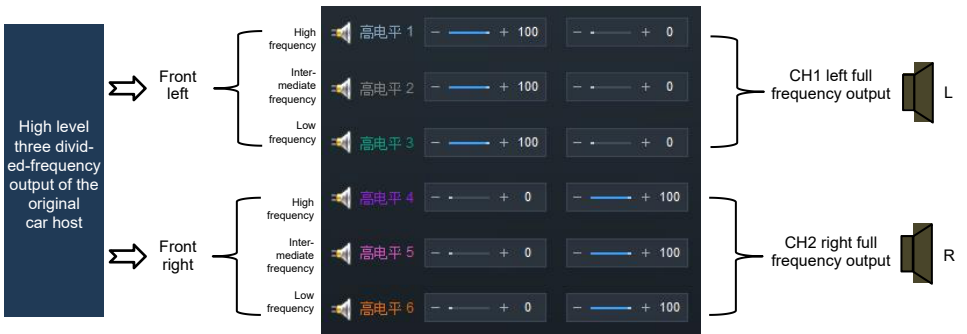 High level
three divid-
ed-frequency
output of the
original
car host
Front
left
High
frequency
Inter-
mediate
frequency
Low
frequency
高电平 1 − + 100 − + 0
高电平 2 − + 100 − + 0
高电平 3 − + 100 − + 0
CH1 left full
frequency output
L
Front
right
High
frequency
Inter-
mediate
frequency
Low
frequency
高电平 4 − + 0 − + 100
高电平 5 − + 0 − + 100
高电平 6 − + 0 − + 100
CH2 right full
frequency output
R